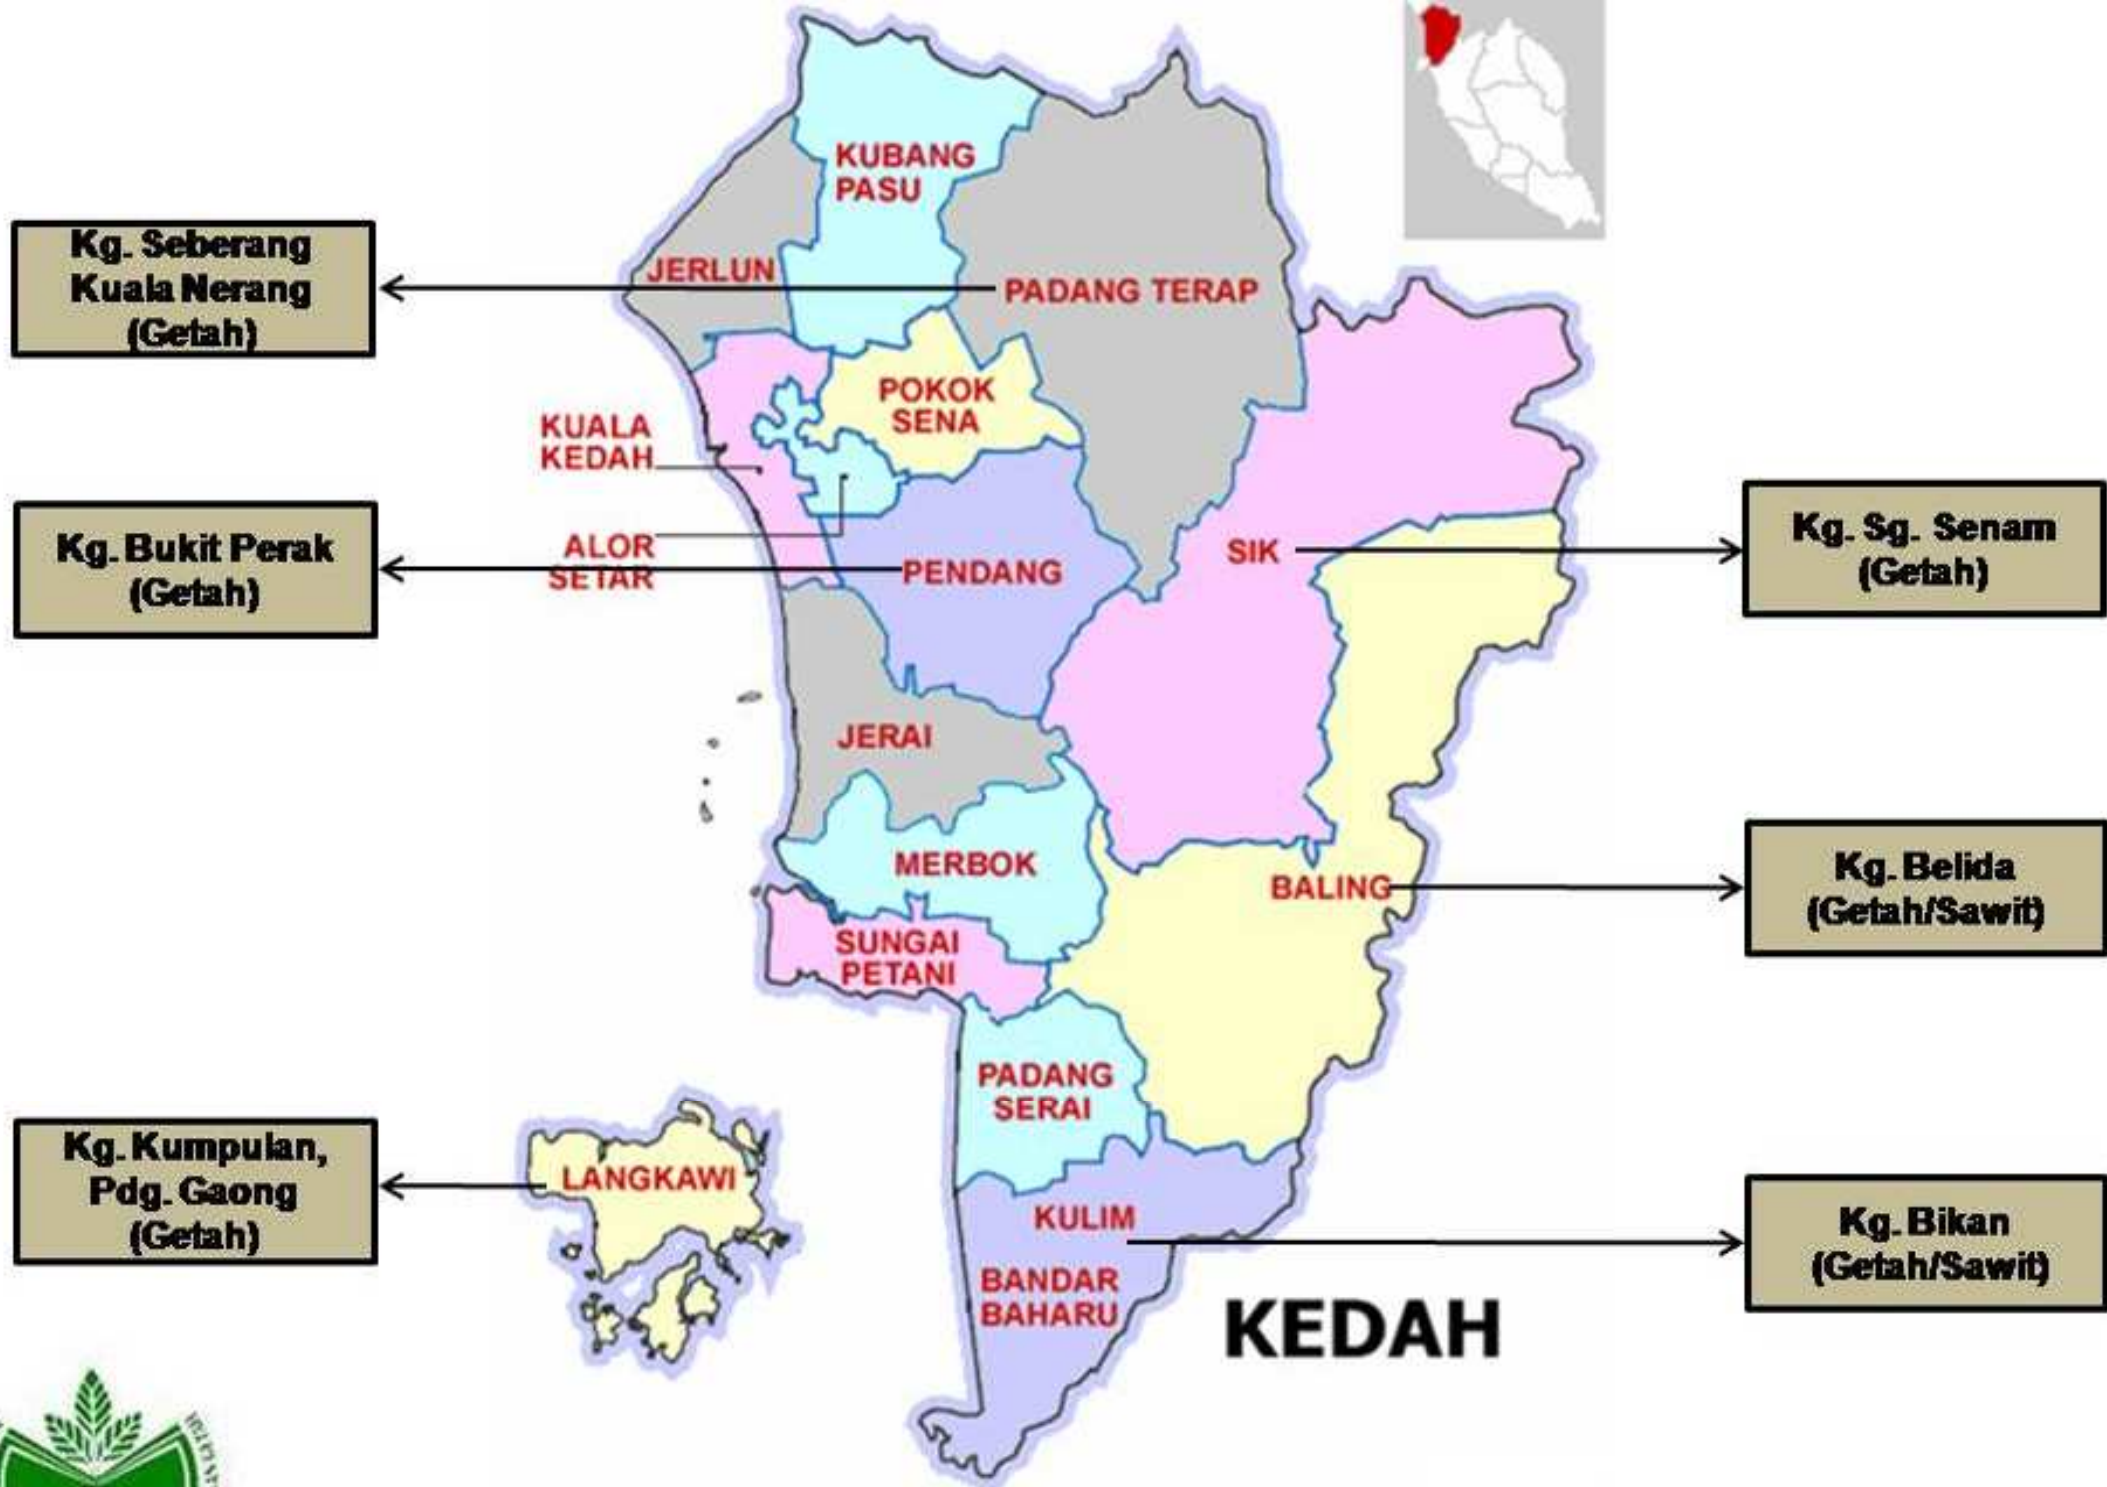 KUBANG
PASU
Kg. Seberang
Kuala Nerang
(Getah)
JERLUN
PADANG TERAP
POKOK
SENA
KUALA
KEDAH
Kg. Bukit Perak
(Getah)
ALOR
SETAR
PENDANG
SIK
Kg. Sg. Senam
(Getah)
JERAI
MERBOK
BALING
Kg. Belida
(Getah/Sawit)
SUNGAI
PETANI
PADANG
SERAI
Kg. Kumpulan,
Pdg. Gaong
(Getah)
LANGKAWI
KULIM
BANDAR
BAHARU
Kg. Bikan
(Getah/Sawit)
KEDAH